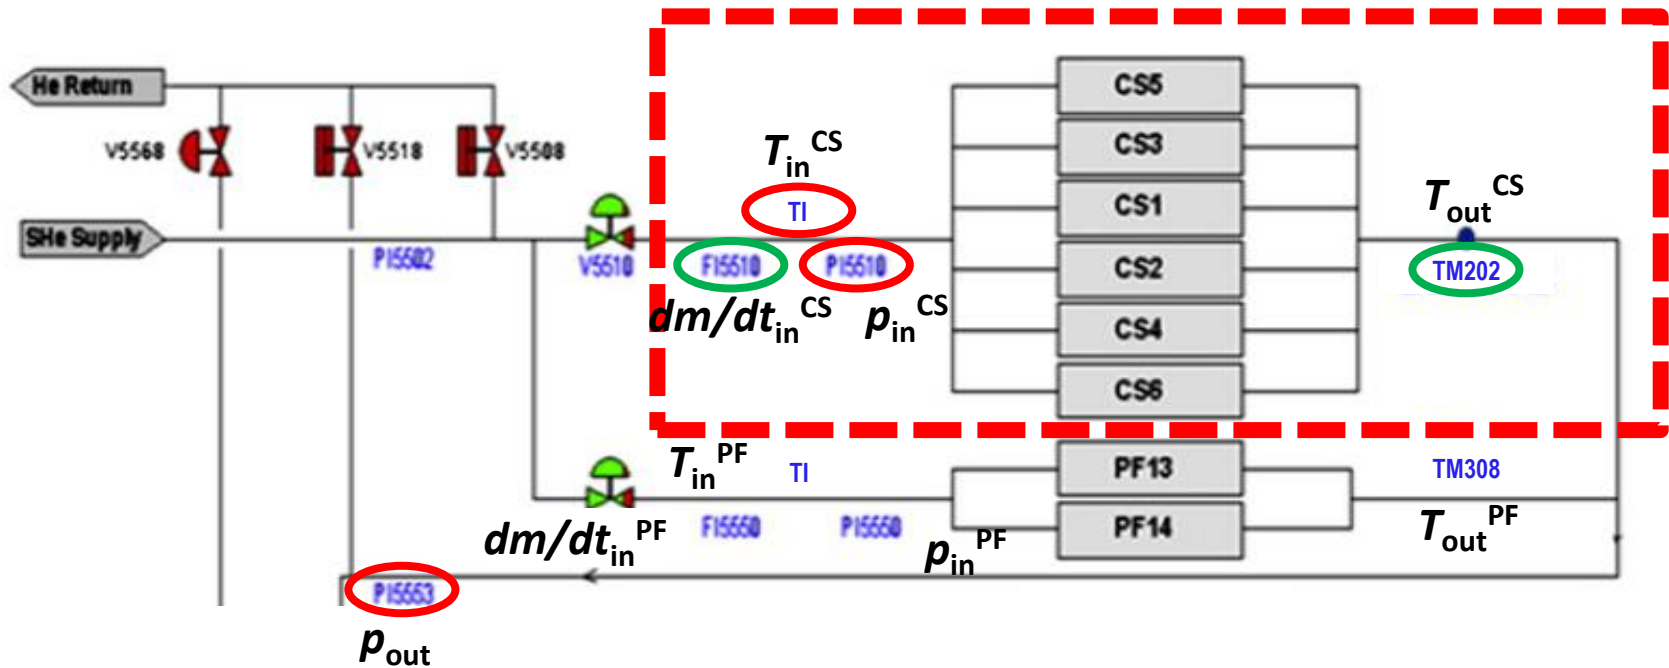 He Return
V5568
V5518
V5508
SHe Supply
PI5502
V5510
T_in^CS
TI
FI5510
PI5510
dm/dt_in^CS
p_in^CS
CS5
CS3
CS1
CS2
CS4
CS6
T_out^CS
TM202
T_in^PF
TI
dm/dt_in^PF
FI5550
PI5550
p_in^PF
PF13
PF14
TM308
T_out^PF
PI5553
p_out